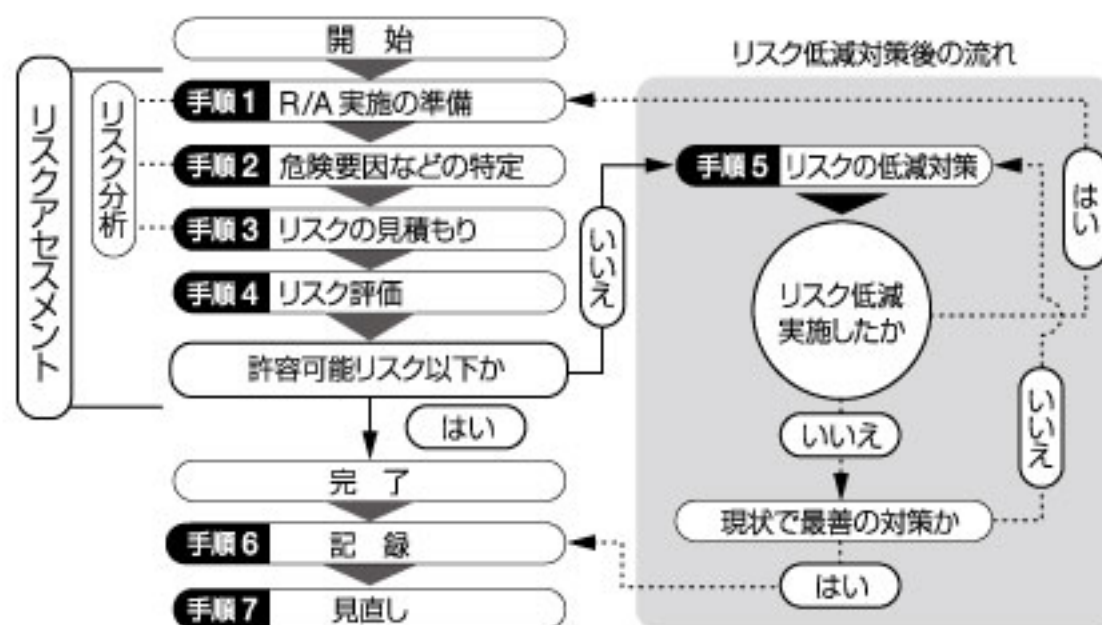 開 始
リスク低減対策後の流れ
リスクアセスメント
リスク分析
手順1 R/A 実施の準備
手順2 危険要因などの特定
手順3 リスクの見積もり
手順4 リスク評価
許容可能リスク以下か
いいえ
はい
完 了
手順6 記 録
手順7 見直し
手順5 リスクの低減対策
リスク低減
実施したか
はい
いいえ
現状で最善の対策か
いいえ
はい